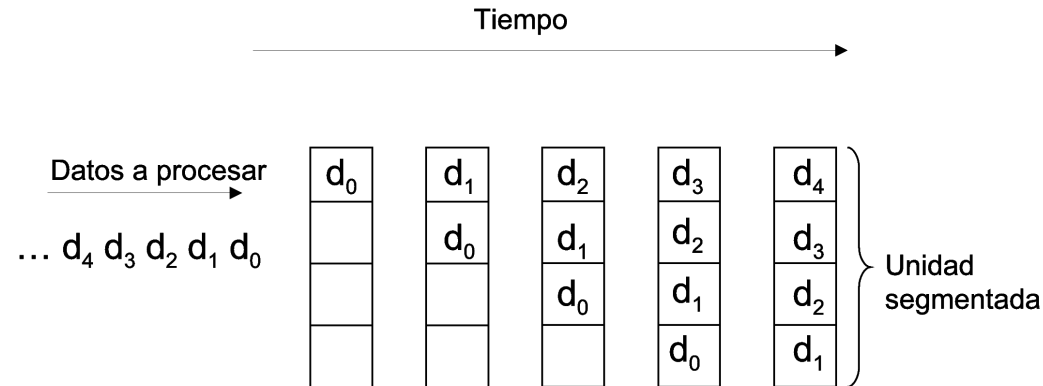 Tiempo
Datos a procesar
... d₄ d₃ d₂ d₁ d₀
d₀ d₁ d₂ d₃ d₄
d₀ d₁ d₂ d₃
d₀ d₁ d₂
d₀ d₁
Unidad
segmentada